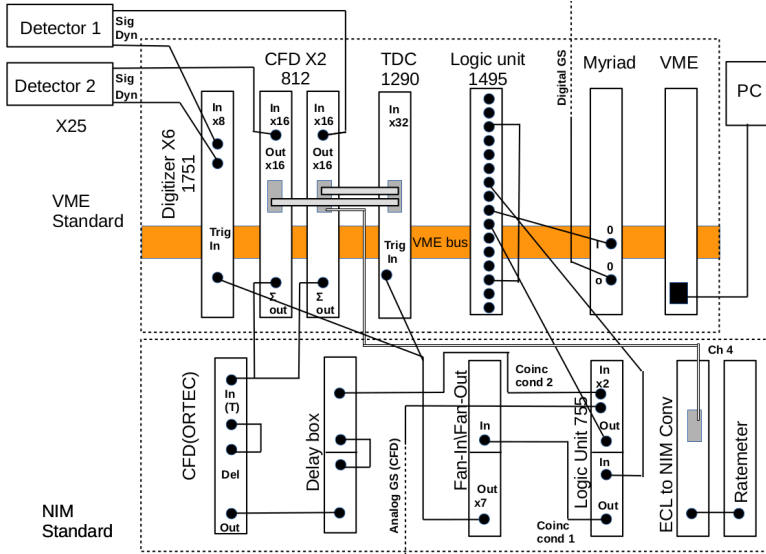 Detector 1
Sig
Dyn
Detector 2
Sig
Dyn
X25
CFD X2
812
TDC
1290
Logic unit
1495
Digital GS
Myriad
VME
PC
Digitizer X6
1751
In
x8
In
x16
Out
x16
In
x16
Out
x16
In
x32
VME
Standard
Trig
In
Trig
In
VME bus
0
I
0
o
Σ
out
Σ
out
Ch 4
CFD(ORTEC)
In
(T)
Del
Out
Delay box
Analog GS (CFD)
Fan-In\Fan-Out
In
Out
x7
Coinc
cond 2
Coinc
cond 1
Logic Unit 755
In
x2
Out
In
Out
ECL to NIM Conv
Ratemeter
NIM
Standard